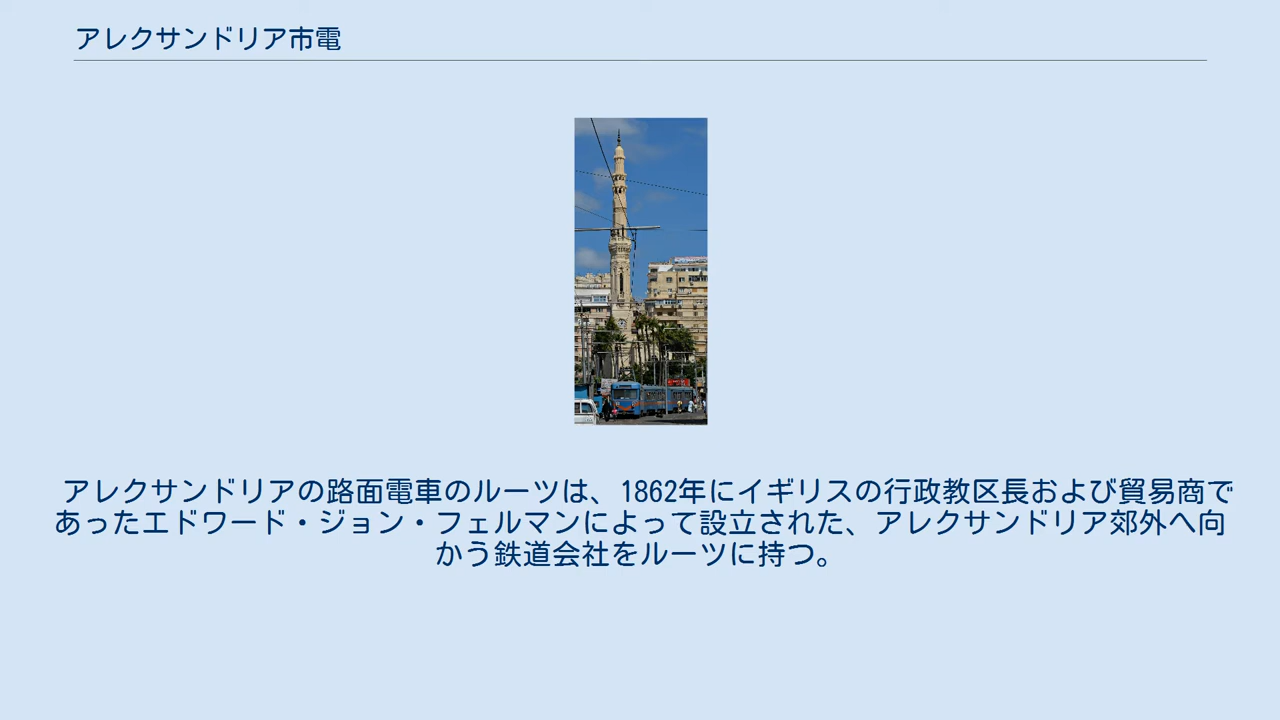 アレクサンドリア市電
アレクサンドリアの路面電車のルーツは、1862年にイギリスの行政教区長および貿易商で
あったエドワード・ジョン・フェルマンによって設立された、アレクサンドリア郊外へ向
かう鉄道会社をルーツに持つ。